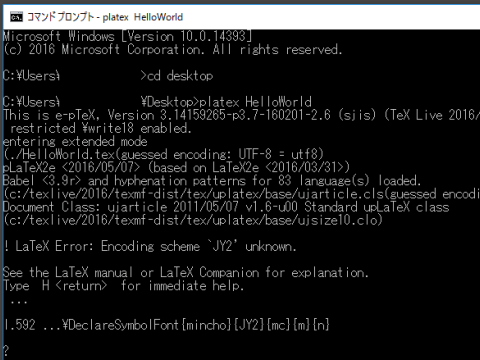 コマンドプロンプト - platex HelloWorld
Microsoft Windows [Version 10.0.14393]
(c) 2016 Microsoft Corporation. All rights reserved.
C:¥Users¥ >cd desktop
C:¥Users¥ ¥Desktop>platex HelloWorld
This is e-pTeX, Version 3.14159265-p3.7-160201-2.6 (sjis) (TeX Live 2016/
restricted ¥write18 enabled.
entering extended mode
(./HelloWorld.tex(guessed encoding: UTF-8 = utf8)
pLaTeX2e <2016/05/07> (based on LaTeX2e <2016/03/31>)
Babel <3.9r> and hyphenation patterns for 83 language(s) loaded.
(c:/texlive/2016/texmf-dist/tex/uplatex/base/ujarticle.cls(guessed encodi
Document Class: ujarticle 2011/05/07 v1.6-u00 Standard upLaTeX class
(c:/texlive/2016/texmf-dist/tex/uplatex/base/ujsize10.clo)
! LaTeX Error: Encoding scheme `JY2' unknown.
See the LaTeX manual or LaTeX Companion for explanation.
Type H <return> for immediate help.
...
l.592 ...¥DeclareSymbolFont{mincho}{JY2}{mc}{m}{n}
?